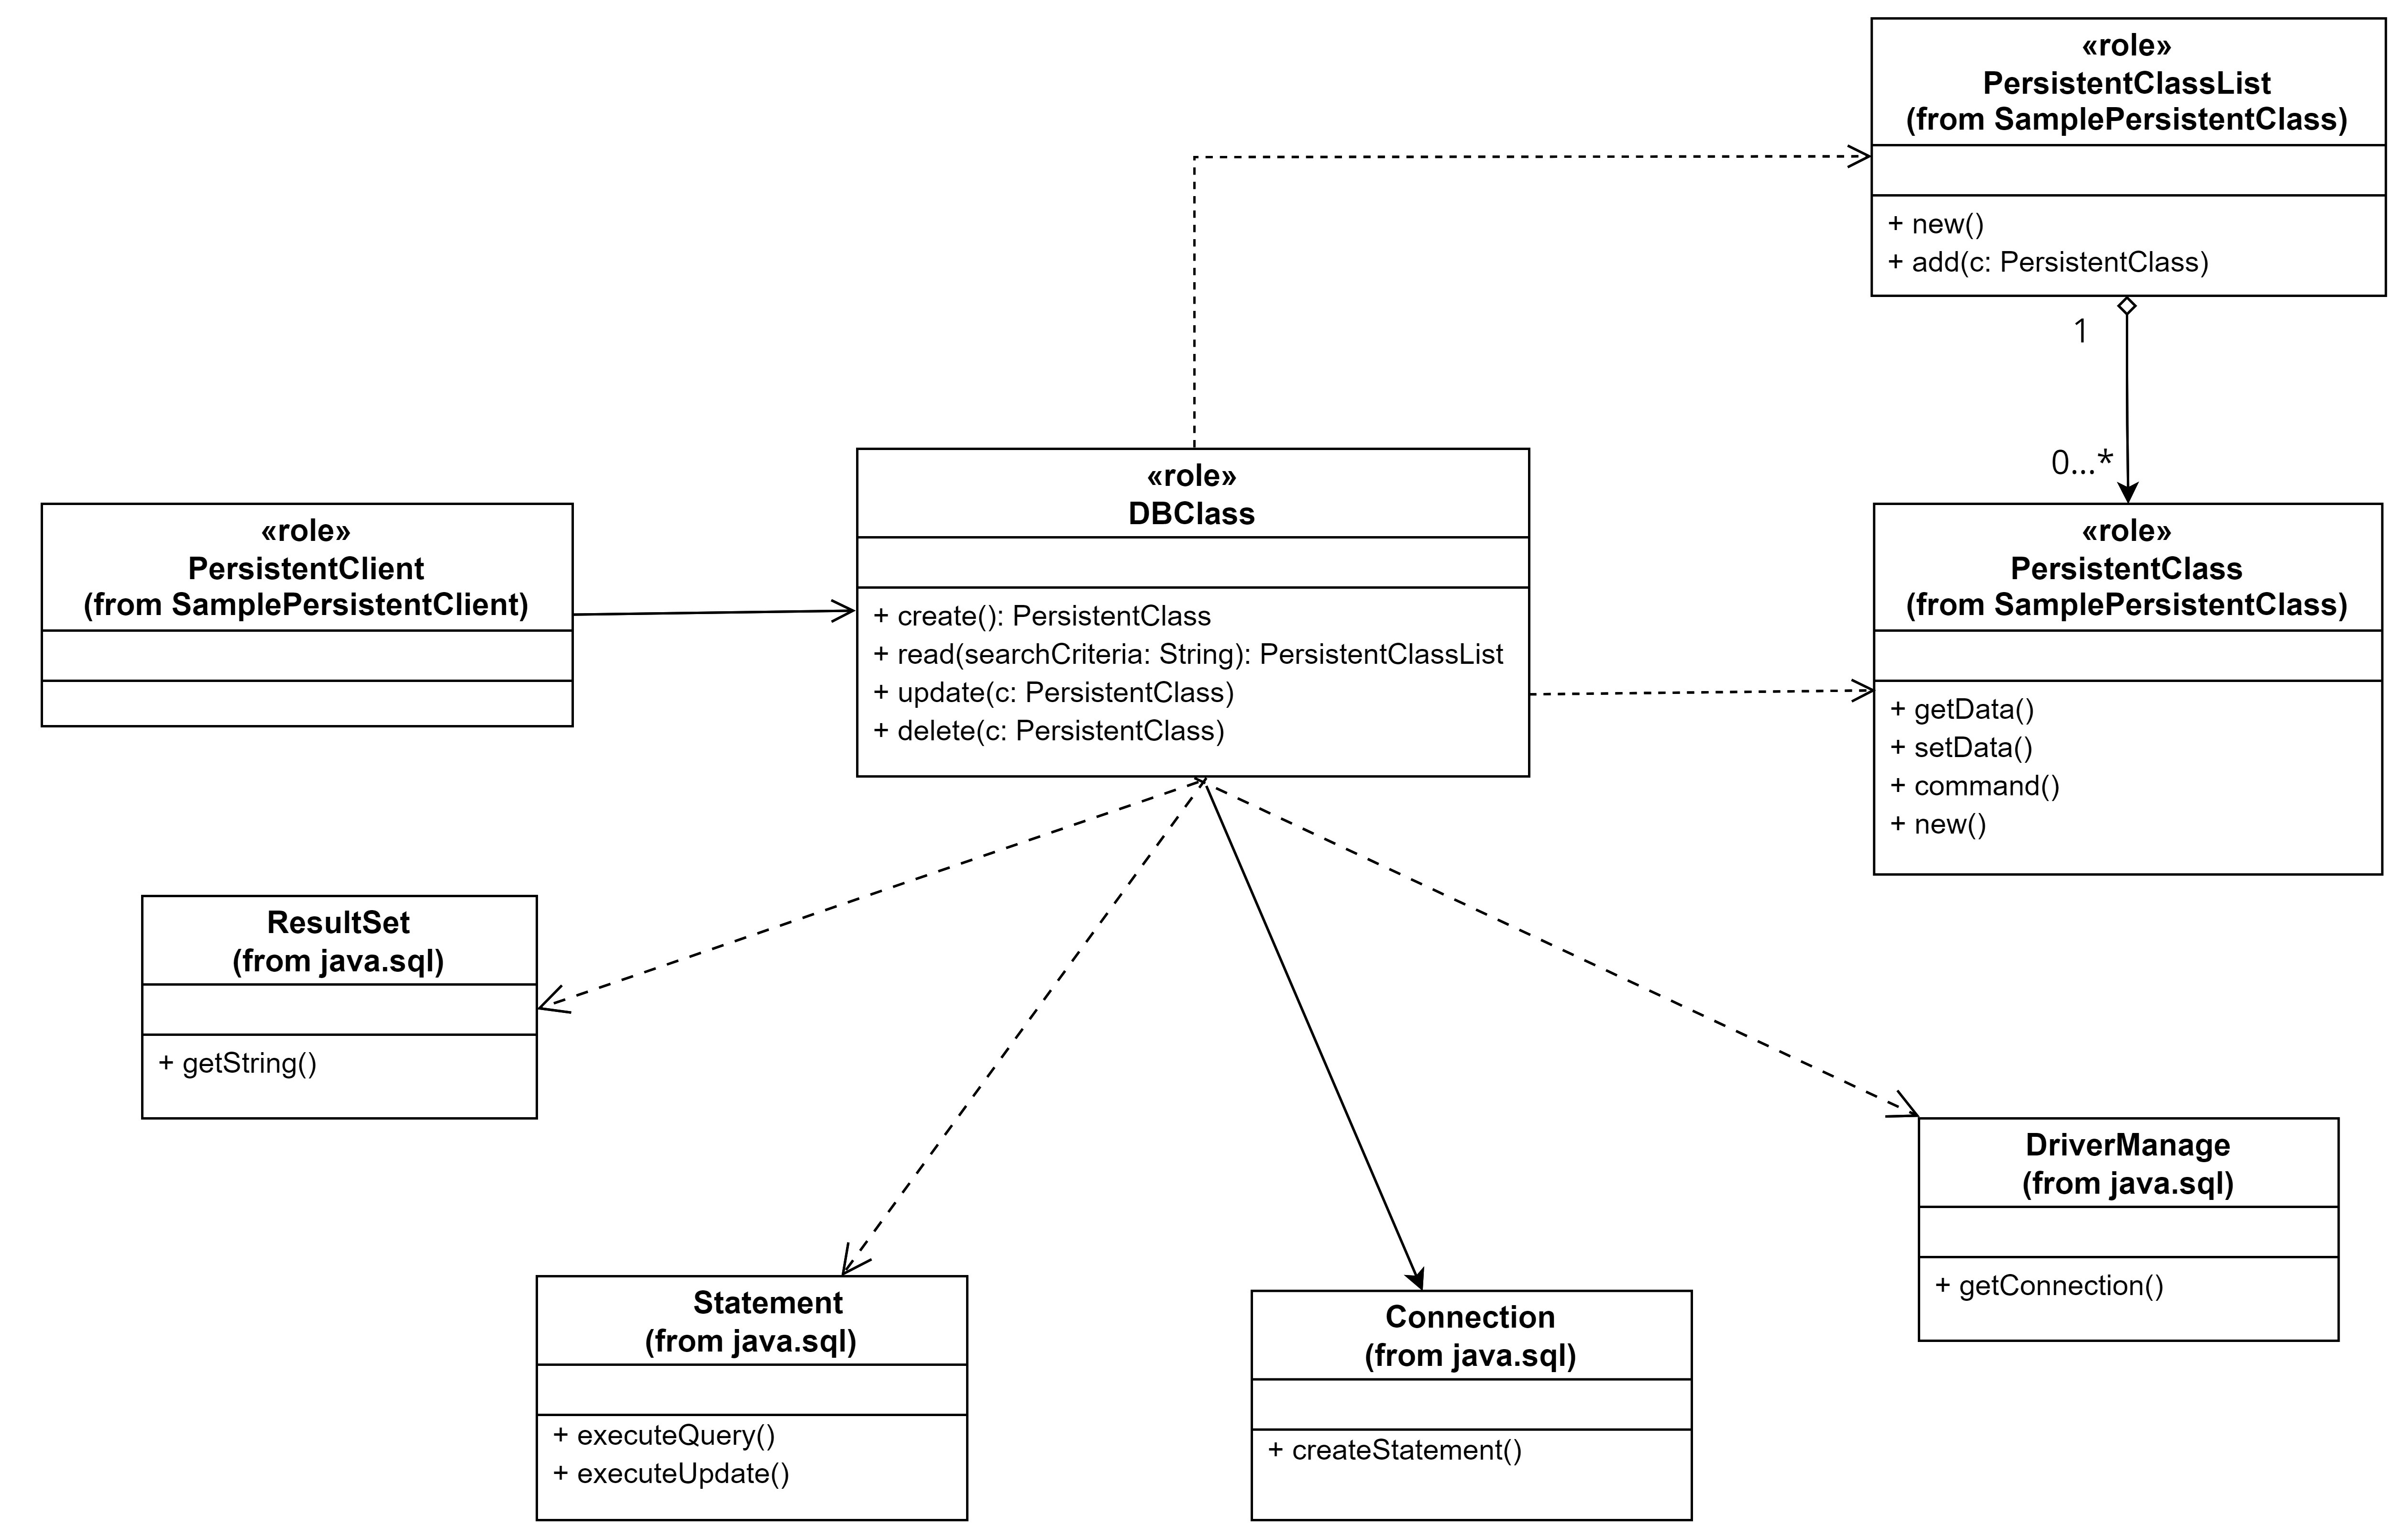 «role»
PersistentClassList
(from SamplePersistentClass)
+ new()
+ add(c: PersistentClass)
1
0...*
«role»
DBClass
+ create(): PersistentClass
+ read(searchCriteria: String): PersistentClassList
+ update(c: PersistentClass)
+ delete(c: PersistentClass)
«role»
PersistentClient
(from SamplePersistentClient)
«role»
PersistentClass
(from SamplePersistentClass)
+ getData()
+ setData()
+ command()
+ new()
ResultSet
(from java.sql)
+ getString()
DriverManage
(from java.sql)
+ getConnection()
Statement
(from java.sql)
+ executeQuery()
+ executeUpdate()
Connection
(from java.sql)
+ createStatement()